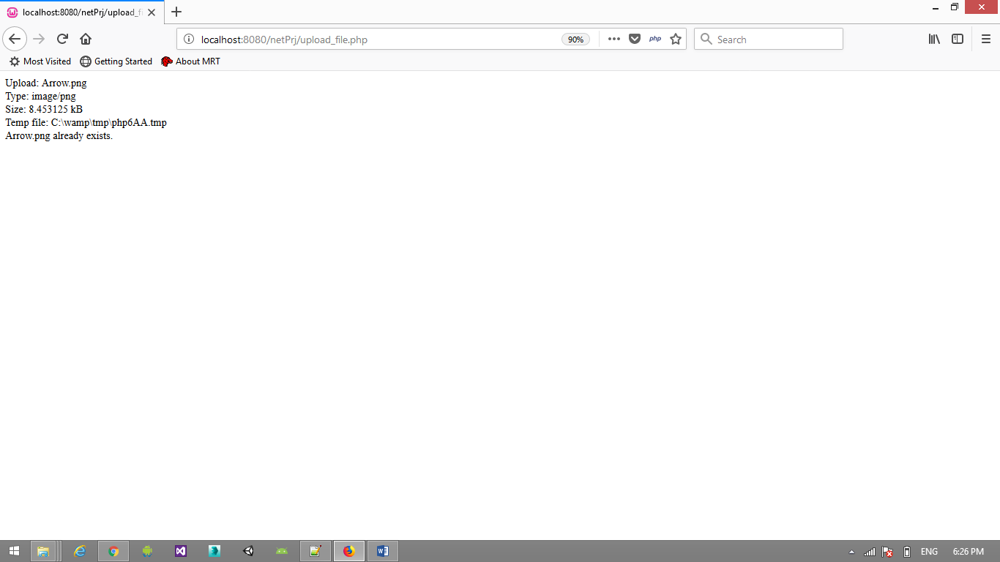 localhost:8080/netPrj/upload_fi
localhost:8080/netPrj/upload_file.php
90%
php
Search
Most Visited
Getting Started
About MRT
Upload: Arrow.png
Type: image/png
Size: 8.453125 kB
Temp file: C:\wamp\tmp\php6AA.tmp
Arrow.png already exists.
ENG
6:26 PM